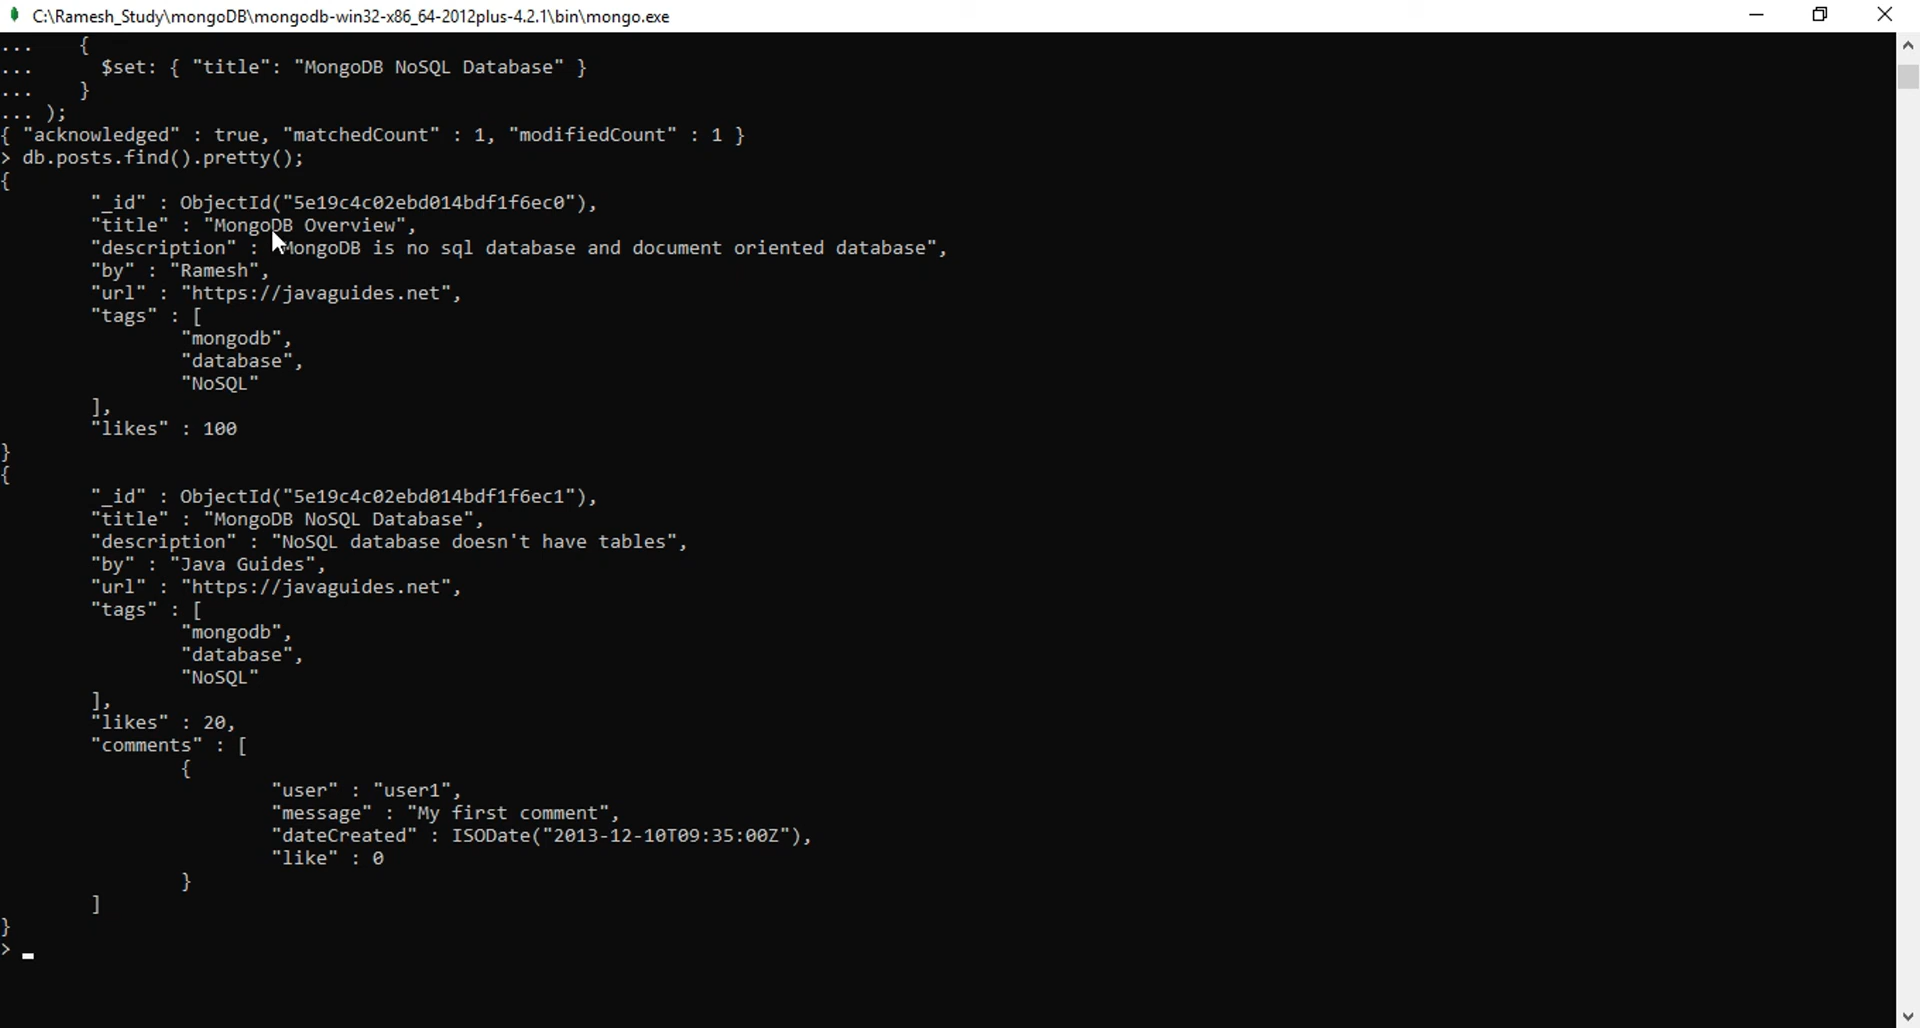 C:\Ramesh_Study\mongoDB\mongodb-win32-x86_64-2012plus-4.2.1\bin\mongo.exe
...     {
...       $set: { "title": "MongoDB NoSQL Database" }
...     }
... );
{ "acknowledged" : true, "matchedCount" : 1, "modifiedCount" : 1 }
> db.posts.find().pretty();
{
        "_id" : ObjectId("5e19c4c02ebd014bdf1f6ec0"),
        "title" : "MongoDB Overview",
        "description" : "MongoDB is no sql database and document oriented database",
        "by" : "Ramesh",
        "url" : "https://javaguides.net",
        "tags" : [
                "mongodb",
                "database",
                "NoSQL"
        ],
        "likes" : 100
}
{
        "_id" : ObjectId("5e19c4c02ebd014bdf1f6ec1"),
        "title" : "MongoDB NoSQL Database",
        "description" : "NoSQL database doesn't have tables",
        "by" : "Java Guides",
        "url" : "https://javaguides.net",
        "tags" : [
                "mongodb",
                "database",
                "NoSQL"
        ],
        "likes" : 20,
        "comments" : [
                {
                        "user" : "user1",
                        "message" : "My first comment",
                        "dateCreated" : ISODate("2013-12-10T09:35:00Z"),
                        "like" : 0
                }
        ]
}
>